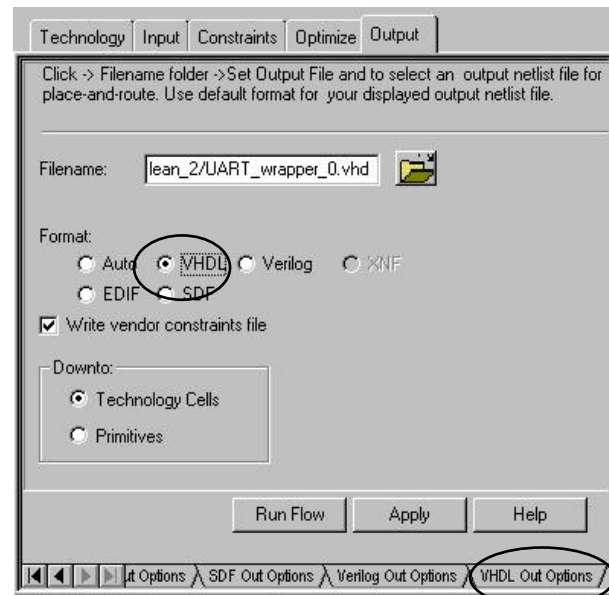 Technology Input Constraints Optimize Output
Click -> Filename folder ->Set Output File and to select an output netlist file for
place-and-route. Use default format for your displayed output netlist file.
Filename: lean_2/UART_wrapper_0.vhd
Format:
Auto VHDL Verilog XNF
EDIF SDF
Write vendor constraints file
Downto:
Technology Cells
Primitives
Run Flow Apply Help
ut Options SDF Out Options Verilog Out Options VHDL Out Options